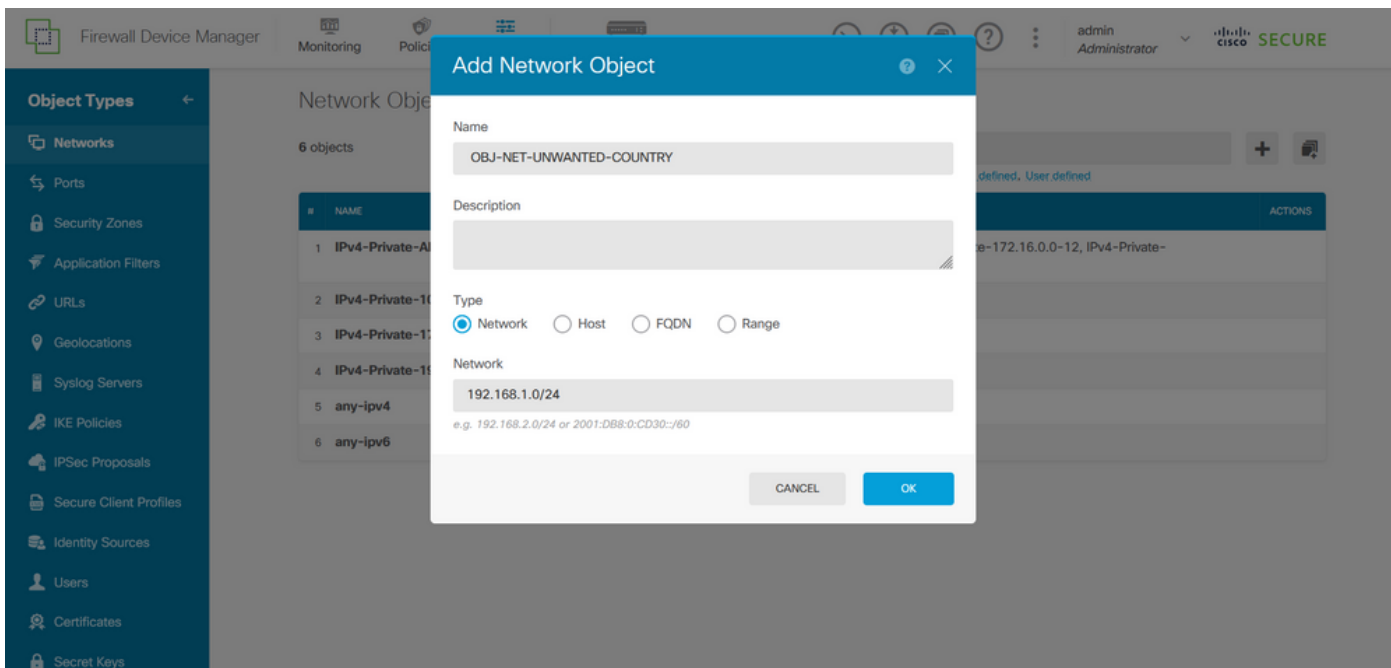 Firewall Device Manager
Monitoring
Polici
admin
Administrator
cisco SECURE
Object Types
Networks
Ports
Security Zones
Application Filters
URLs
Geolocations
Syslog Servers
IKE Policies
IPSec Proposals
Secure Client Profiles
Identity Sources
Users
Certificates
Secret Keys
Network Obje
6 objects
defined, User defined
# NAME ACTIONS
1 IPv4-Private-Al e-172.16.0.0-12, IPv4-Private-
2 IPv4-Private-10
3 IPv4-Private-17
4 IPv4-Private-19
5 any-ipv4
6 any-ipv6
Add Network Object
Name
OBJ-NET-UNWANTED-COUNTRY
Description
Type
Network Host FQDN Range
Network
192.168.1.0/24
e.g. 192.168.2.0/24 or 2001:DB8:0:CD30::/60
CANCEL OK